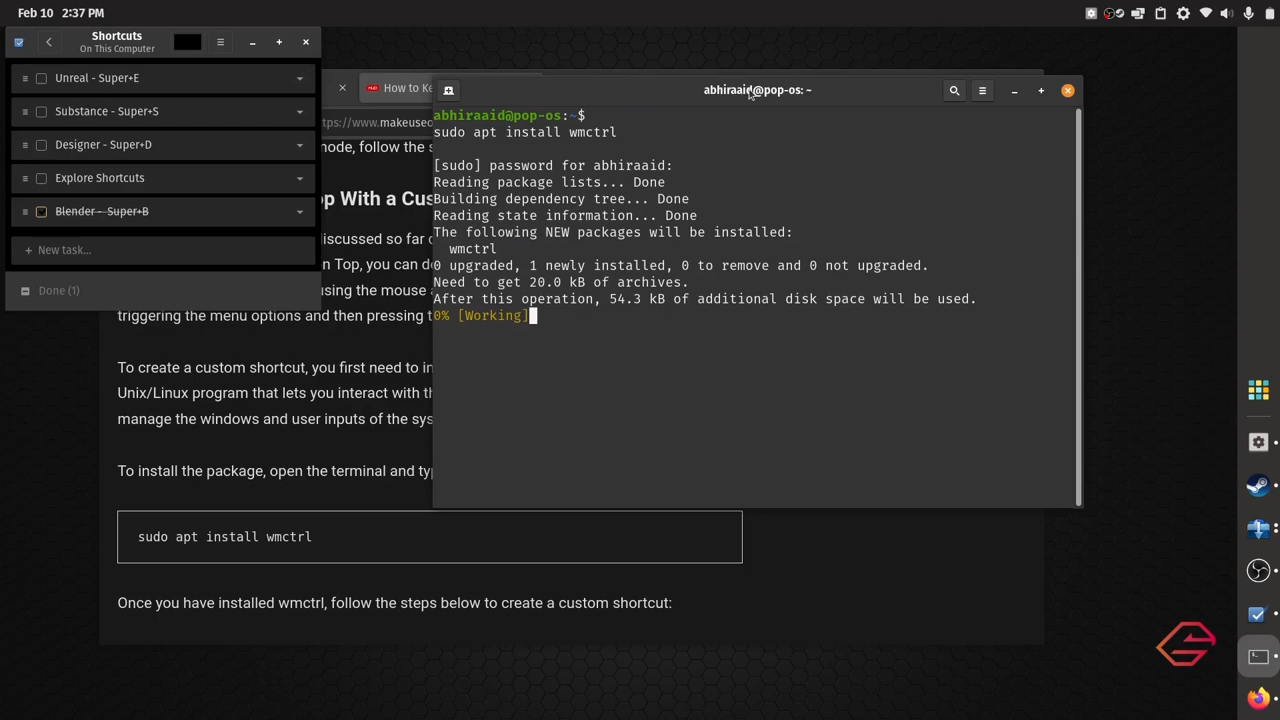 Feb 10 2:37 PM
Shortcuts
On This Computer
Unreal - Super+E
Substance - Super+S
Designer - Super+D
Explore Shortcuts
Blender - Super+B
New task...
Done (1)
How to Ke
ttps://www.makeuseo
node, follow the s
op With a Cus
discussed so far c
n Top, you can de
using the mouse a
triggering the menu options and then pressing t
To create a custom shortcut, you first need to in
Unix/Linux program that lets you interact with th
manage the windows and user inputs of the sys
To install the package, open the terminal and typ
sudo apt install wmctrl
Once you have installed wmctrl, follow the steps below to create a custom shortcut:
abhiraaid@pop-os: ~
abhiraaid@pop-os:~$
sudo apt install wmctrl
[sudo] password for abhiraaid:
Reading package lists... Done
Building dependency tree... Done
Reading state information... Done
The following NEW packages will be installed:
wmctrl
0 upgraded, 1 newly installed, 0 to remove and 0 not upgraded.
Need to get 20.0 kB of archives.
After this operation, 54.3 kB of additional disk space will be used.
0% [Working]